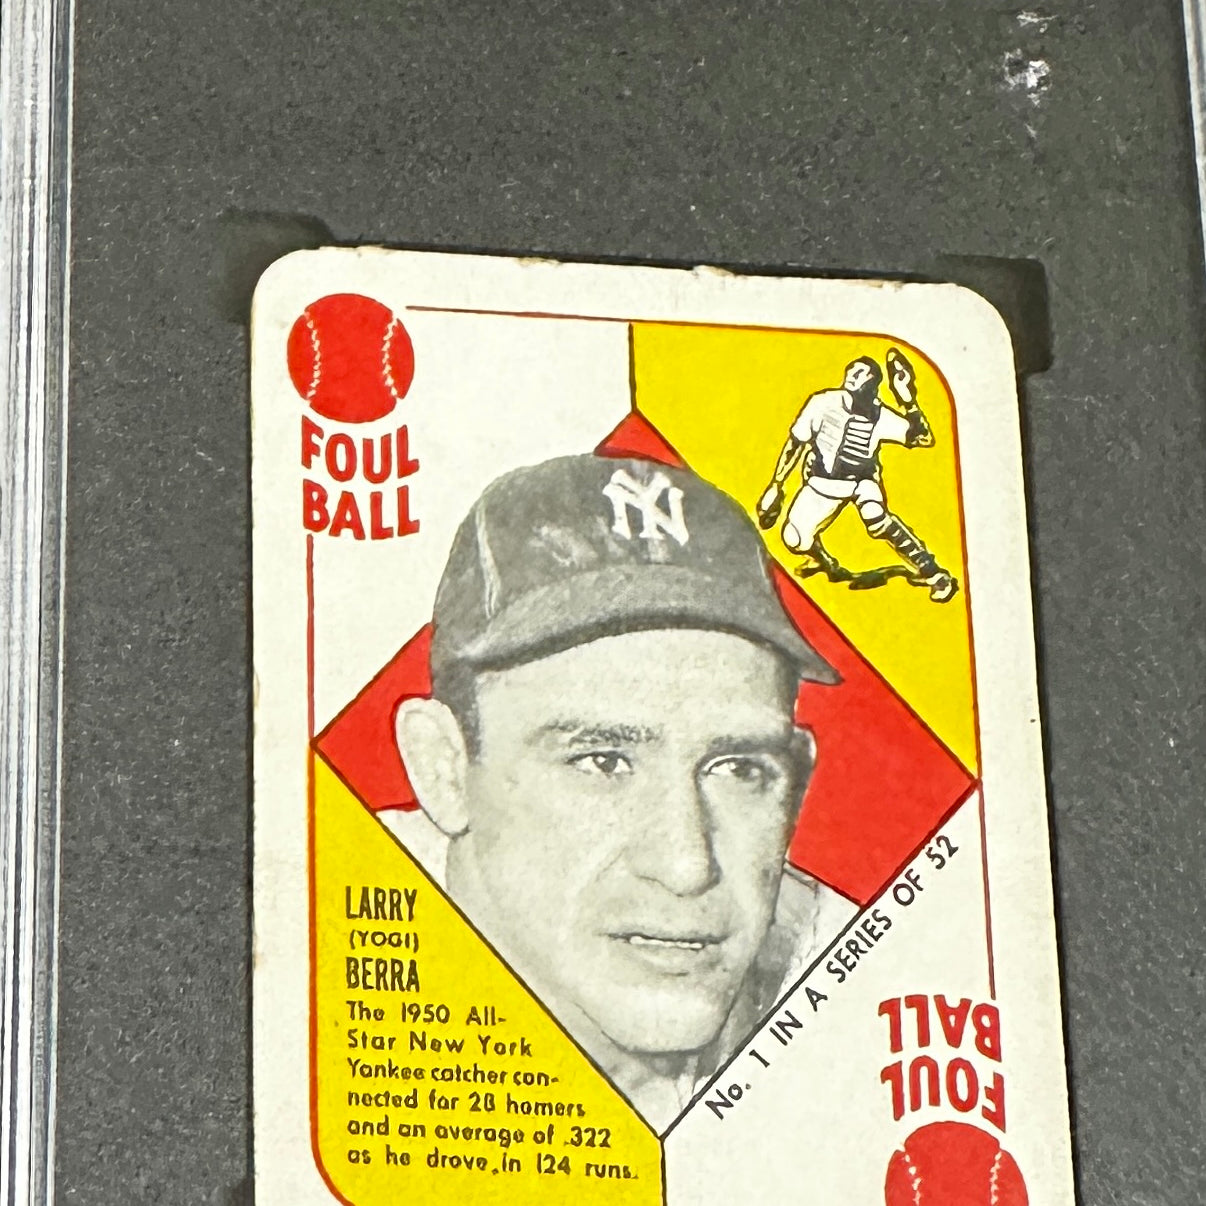 FOUL
BALL
NY
LARRY
(YOGI)
BERRA
The 1950 All-
Star New York
Yankee catcher con-
nected for 28 homers
and an average of .322
as he drove in 124 runs.
No. 1 IN A SERIES OF 52
FOUL
BALL